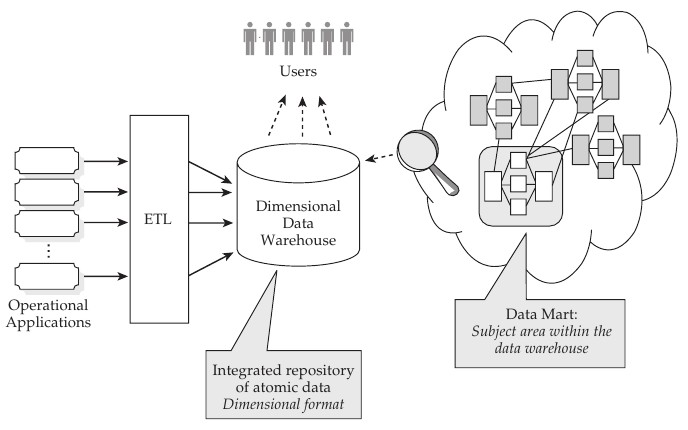 Users
ETL
Dimensional
Data
Warehouse
Operational
Applications
Data Mart:
Subject area within the
data warehouse
Integrated repository
of atomic data
Dimensional format